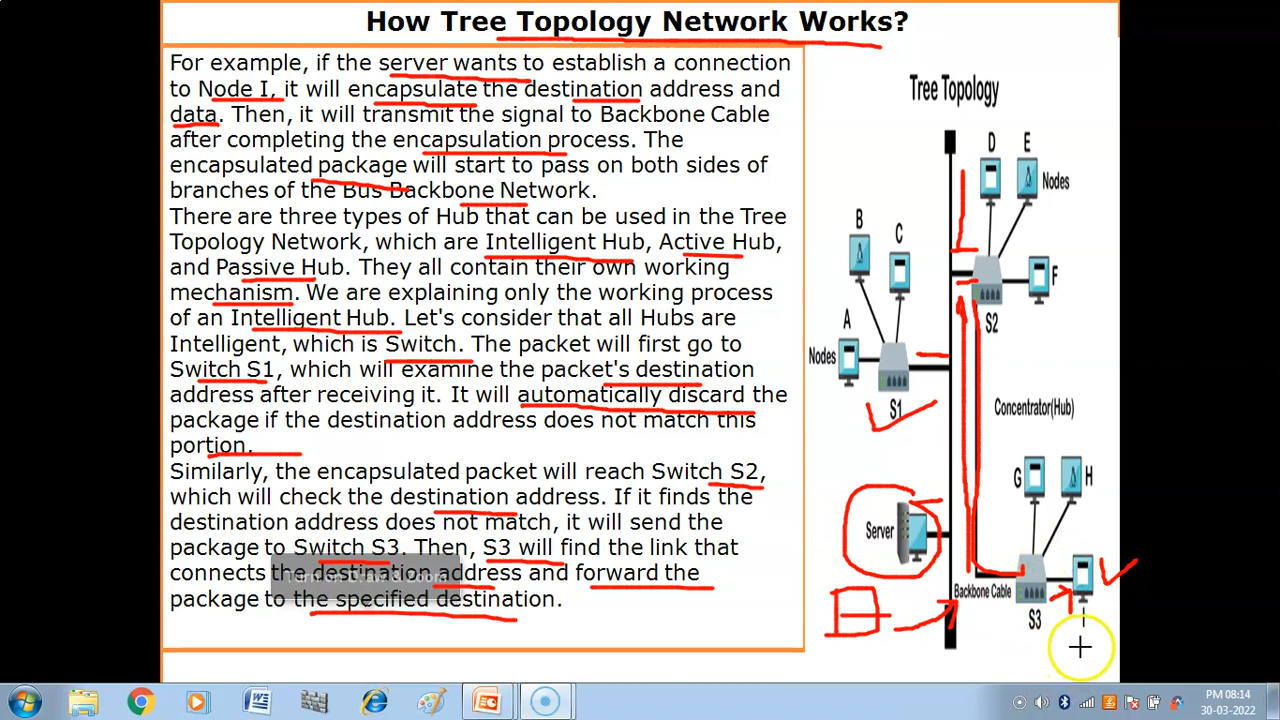 How Tree Topology Network Works?
For example, if the server wants to establish a connection
to Node I, it will encapsulate the destination address and
data. Then, it will transmit the signal to Backbone Cable
after completing the encapsulation process. The
encapsulated package will start to pass on both sides of
branches of the Bus Backbone Network.
There are three types of Hub that can be used in the Tree
Topology Network, which are Intelligent Hub, Active Hub,
and Passive Hub. They all contain their own working
mechanism. We are explaining only the working process
of an Intelligent Hub. Let's consider that all Hubs are
Intelligent, which is Switch. The packet will first go to
Switch S1, which will examine the packet's destination
address after receiving it. It will automatically discard the
package if the destination address does not match this
portion.
Similarly, the encapsulated packet will reach Switch S2,
which will check the destination address. If it finds the
destination address does not match, it will send the
package to Switch S3. Then, S3 will find the link that
connects the destination address and forward the
package to the specified destination.
Turn on Draw & Zoom
Tree Topology
D
E
Nodes
B
C
F
S2
A
Nodes
S1
Concentrator(Hub)
G
H
Server
Backbone Cable
S3
PM 08:14
30-03-2022